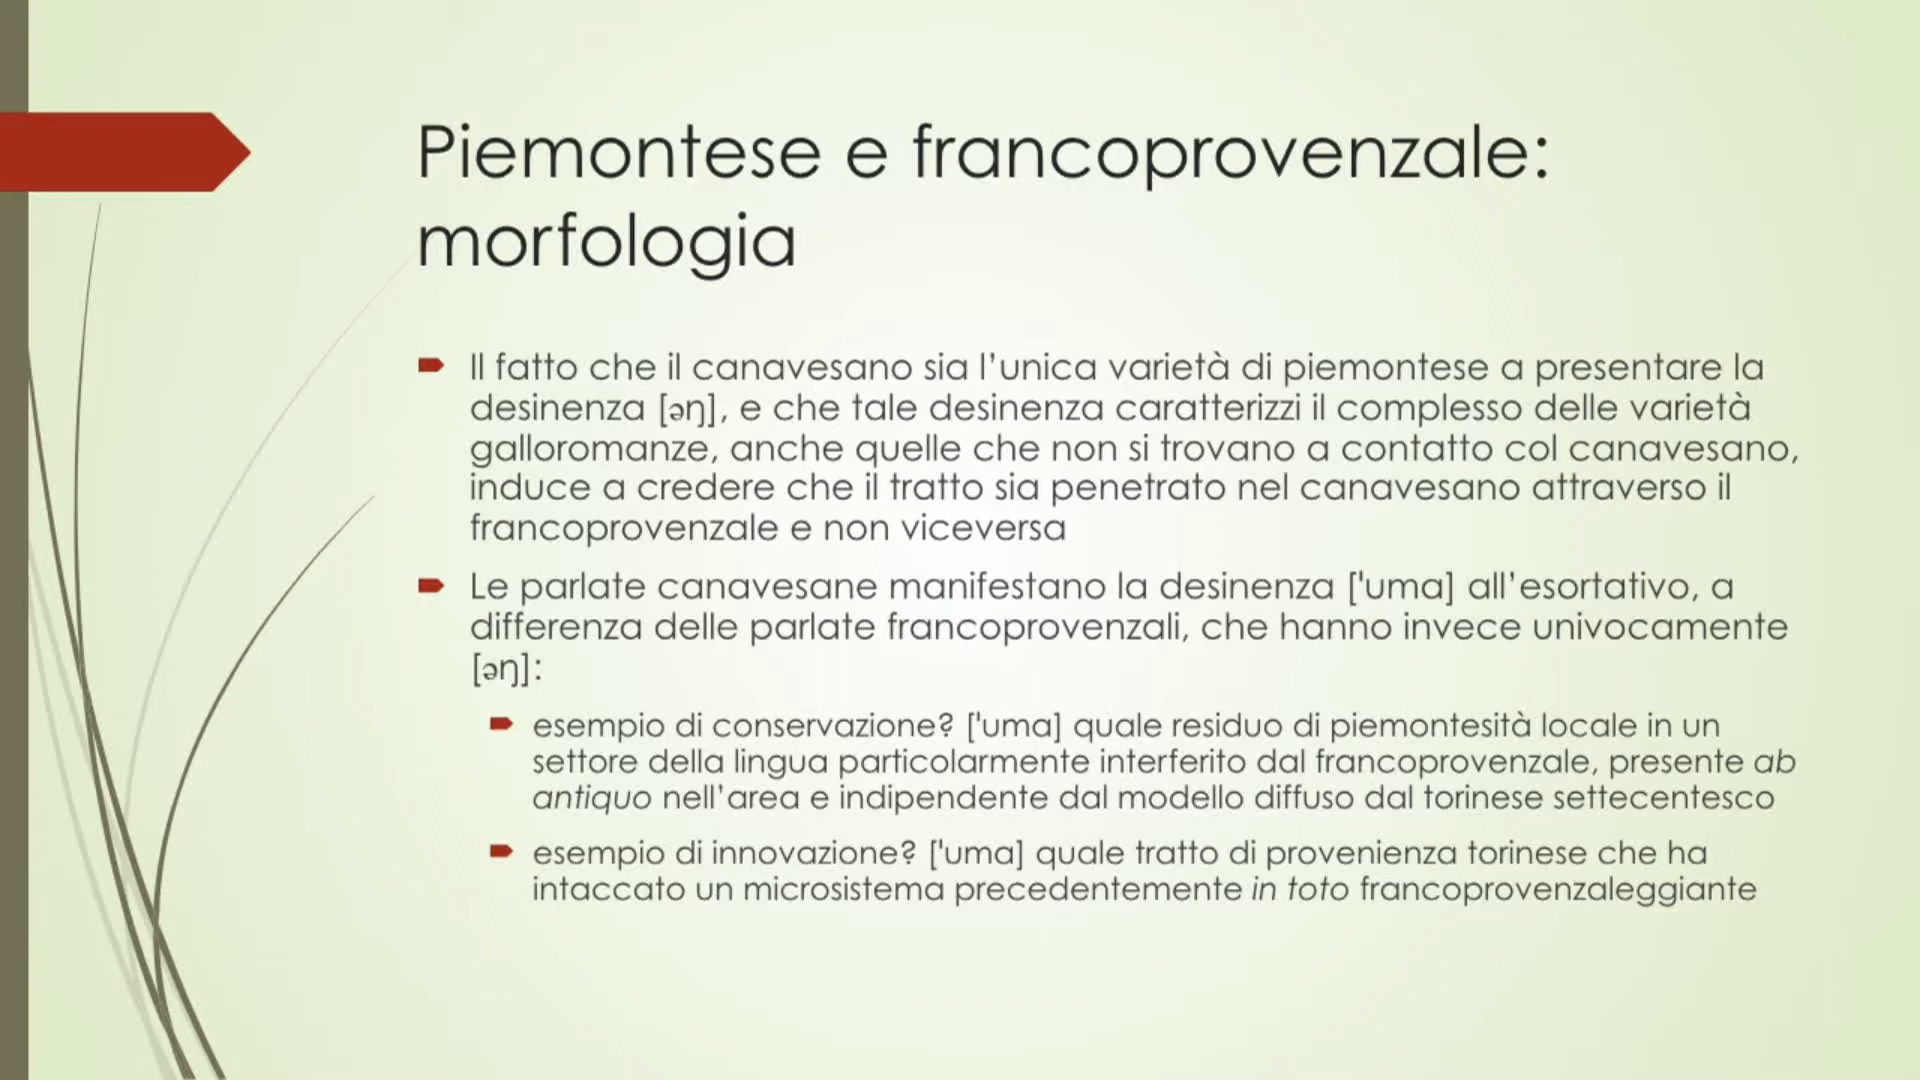 Piemontese e francoprovenzale:
morfologia
Il fatto che il canavesano sia l’unica varietà di piemontese a presentare la
desinenza [əŋ], e che tale desinenza caratterizzi il complesso delle varietà
galloromanze, anche quelle che non si trovano a contatto col canavesano,
induce a credere che il tratto sia penetrato nel canavesano attraverso il
francoprovenzale e non viceversa
Le parlate canavesane manifestano la desinenza ['uma] all’esortativo, a
differenza delle parlate francoprovenzali, che hanno invece univocamente
[əŋ]:
esempio di conservazione? ['uma] quale residuo di piemontesità locale in un
settore della lingua particolarmente interferito dal francoprovenzale, presente ab
antiquo nell’area e indipendente dal modello diffuso dal torinese settecentesco
esempio di innovazione? ['uma] quale tratto di provenienza torinese che ha
intaccato un microsistema precedentemente in toto francoprovenzaleggiante